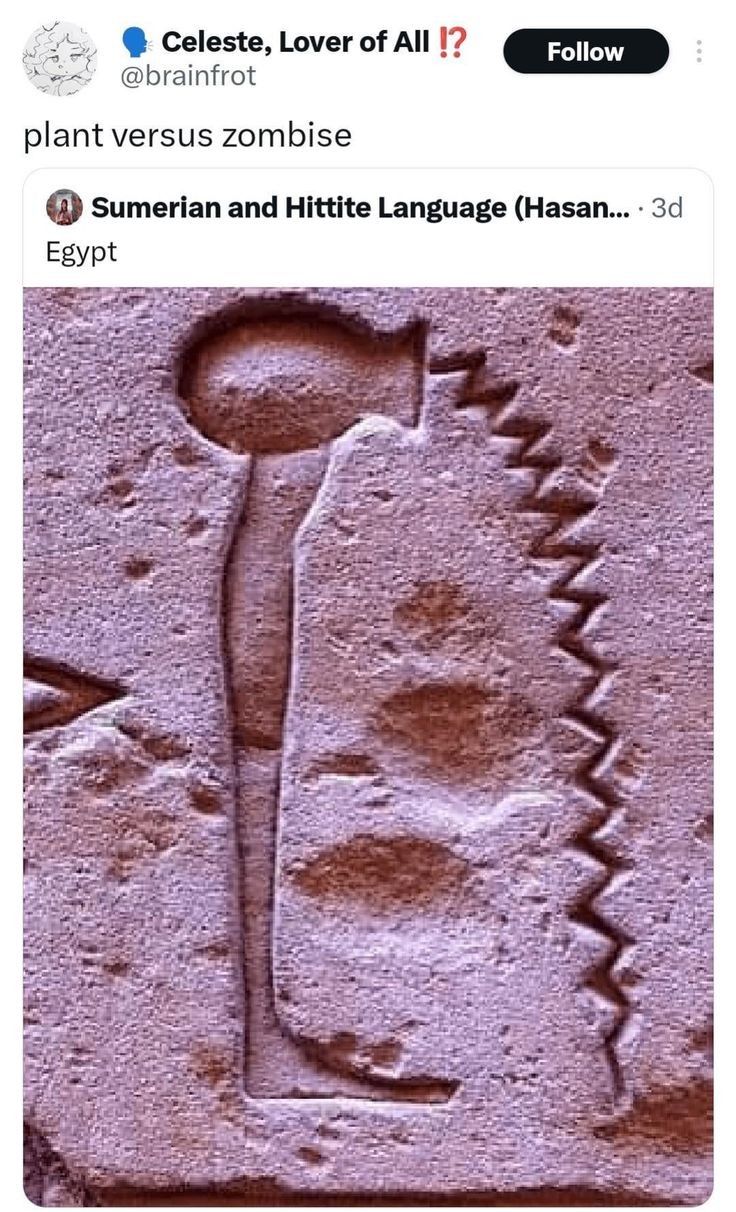 🗣️ Celeste, Lover of All ⁉️
Follow
@brainfrot
plant versus zombise
Sumerian and Hittite Language (Hasan... · 3d
Egypt